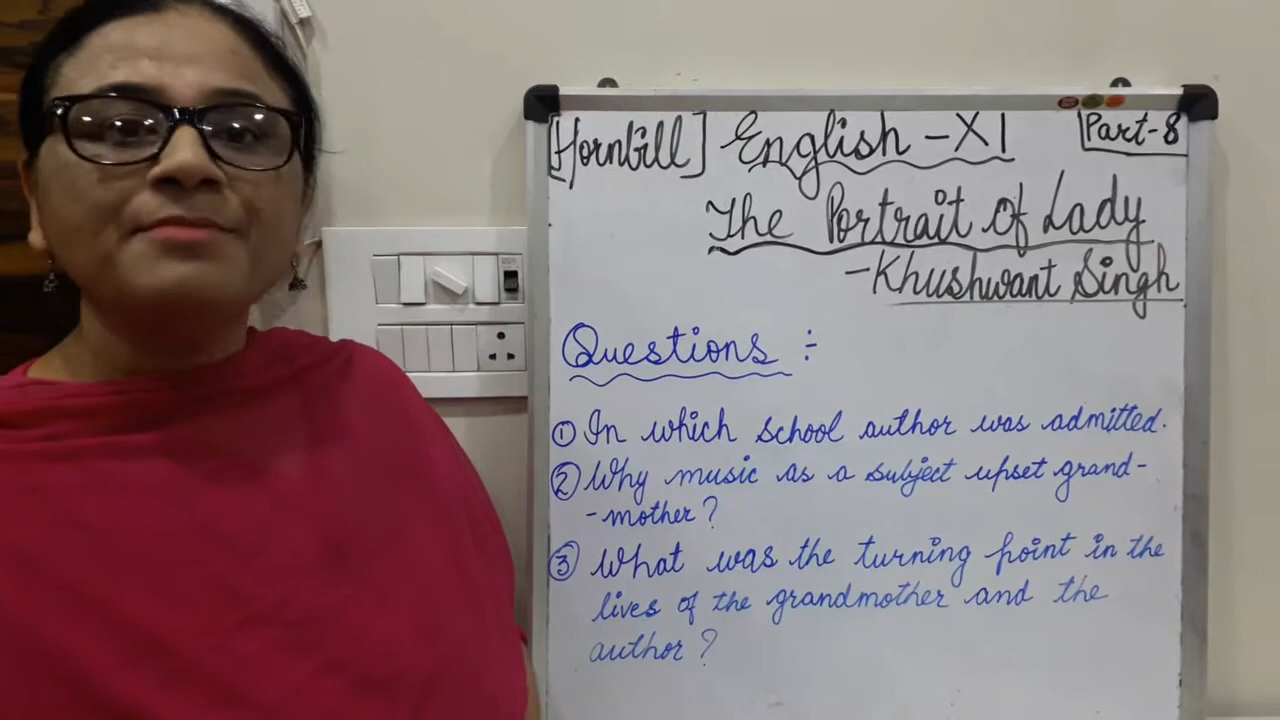 [Hornbill] English - XI Part-8
The Portrait of Lady
- Khushwant Singh
Questions :-
① In which school author was admitted.
② Why music as a subject upset grand-
-mother?
③ What was the turning point in the
lives of the grandmother and the
author?